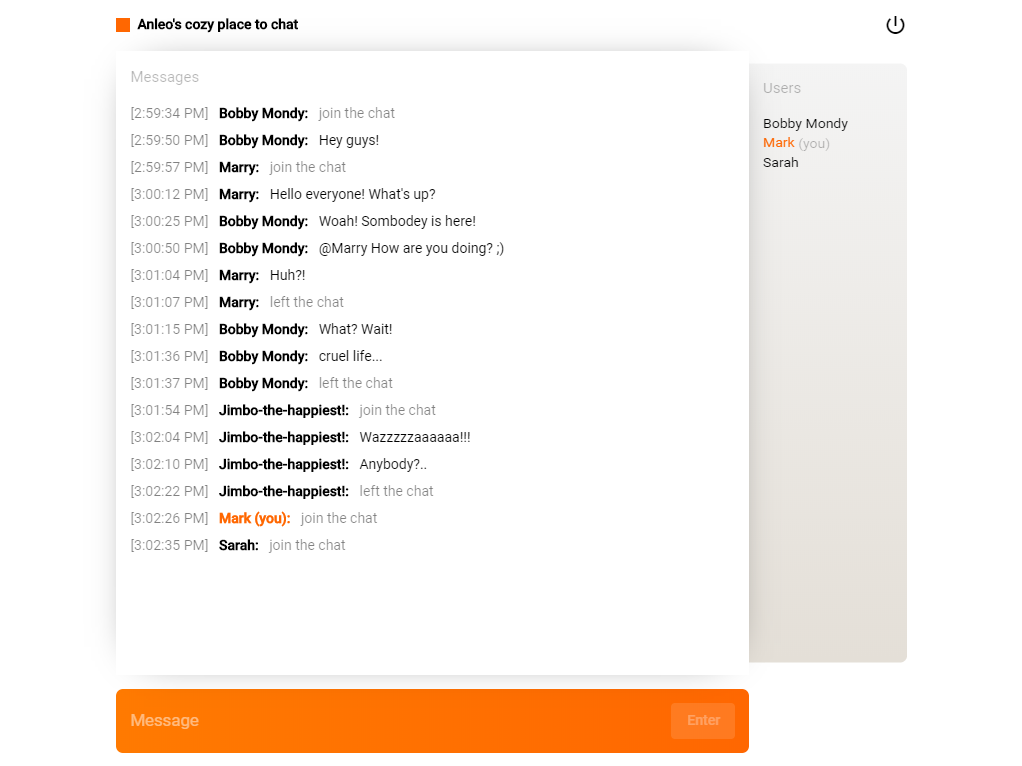 Anleo's cozy place to chat
Messages
[2:59:34 PM] Bobby Mondy: join the chat
[2:59:50 PM] Bobby Mondy: Hey guys!
[2:59:57 PM] Marry: join the chat
[3:00:12 PM] Marry: Hello everyone! What's up?
[3:00:25 PM] Bobby Mondy: Woah! Sombodey is here!
[3:00:50 PM] Bobby Mondy: @Marry How are you doing? ;)
[3:01:04 PM] Marry: Huh?!
[3:01:07 PM] Marry: left the chat
[3:01:15 PM] Bobby Mondy: What? Wait!
[3:01:36 PM] Bobby Mondy: cruel life...
[3:01:37 PM] Bobby Mondy: left the chat
[3:01:54 PM] Jimbo-the-happiest!: join the chat
[3:02:04 PM] Jimbo-the-happiest!: Wazzzzzaaaaaa!!!
[3:02:10 PM] Jimbo-the-happiest!: Anybody?..
[3:02:22 PM] Jimbo-the-happiest!: left the chat
[3:02:26 PM] Mark (you): join the chat
[3:02:35 PM] Sarah: join the chat
Users
Bobby Mondy
Mark (you)
Sarah
Message
Enter